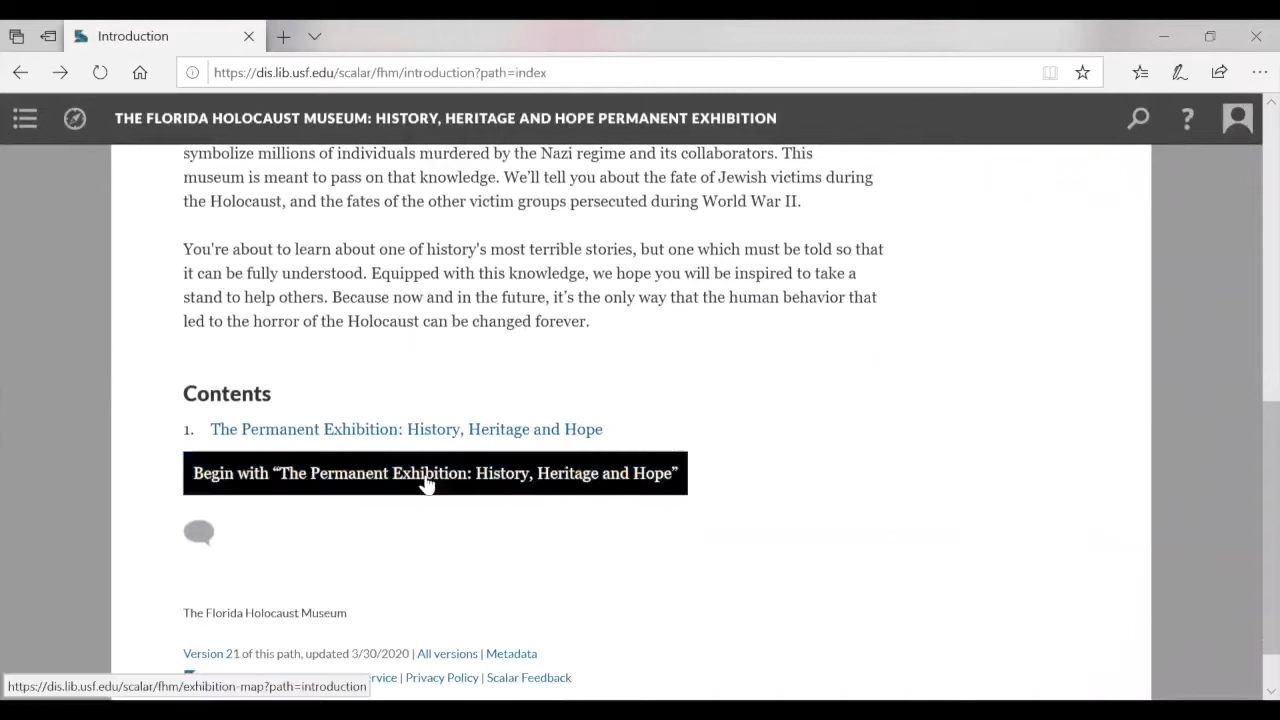 Introduction
https://dis.lib.usf.edu/scalar/fhm/introduction?path=index
THE FLORIDA HOLOCAUST MUSEUM: HISTORY, HERITAGE AND HOPE PERMANENT EXHIBITION
symbolize millions of individuals murdered by the Nazi regime and its collaborators. This
museum is meant to pass on that knowledge. We’ll tell you about the fate of Jewish victims during
the Holocaust, and the fates of the other victim groups persecuted during World War II.
You're about to learn about one of history's most terrible stories, but one which must be told so that
it can be fully understood. Equipped with this knowledge, we hope you will be inspired to take a
stand to help others. Because now and in the future, it’s the only way that the human behavior that
led to the horror of the Holocaust can be changed forever.
Contents
1. The Permanent Exhibition: History, Heritage and Hope
Begin with “The Permanent Exhibition: History, Heritage and Hope”
The Florida Holocaust Museum
Version 21 of this path, updated 3/30/2020 | All versions | Metadata
rvice | Privacy Policy | Scalar Feedback
https://dis.lib.usf.edu/scalar/fhm/exhibition-map?path=introduction